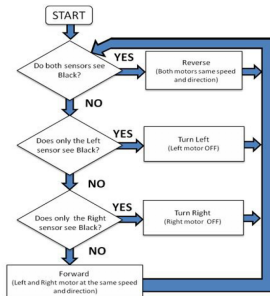 START
Do both sensors see
Black?
YES
Reverse
(Both motors same speed
and direction)
NO
Does only the Left
sensor see Black?
YES
Turn Left
(Left motor OFF)
NO
Does only the Right
sensor see Black?
YES
Turn Right
(Right motor OFF)
NO
Forward
(Left and Right motor at the same speed
and direction)